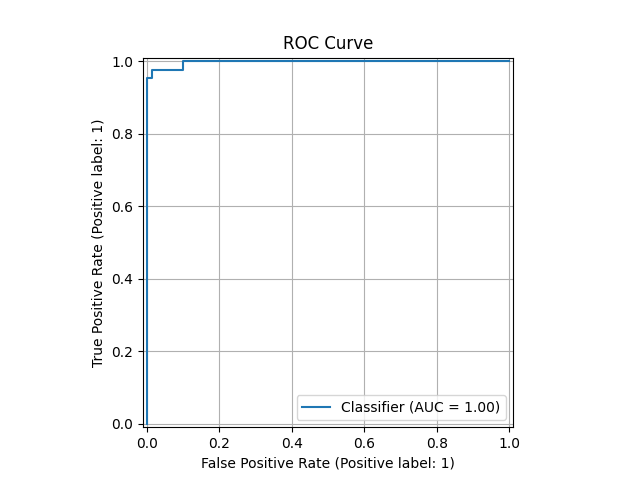 ROC Curve
True Positive Rate (Positive label: 1)
1.0
0.8
0.6
0.4
0.2
0.0
Classifier (AUC = 1.00)
0.0 0.2 0.4 0.6 0.8 1.0
False Positive Rate (Positive label: 1)